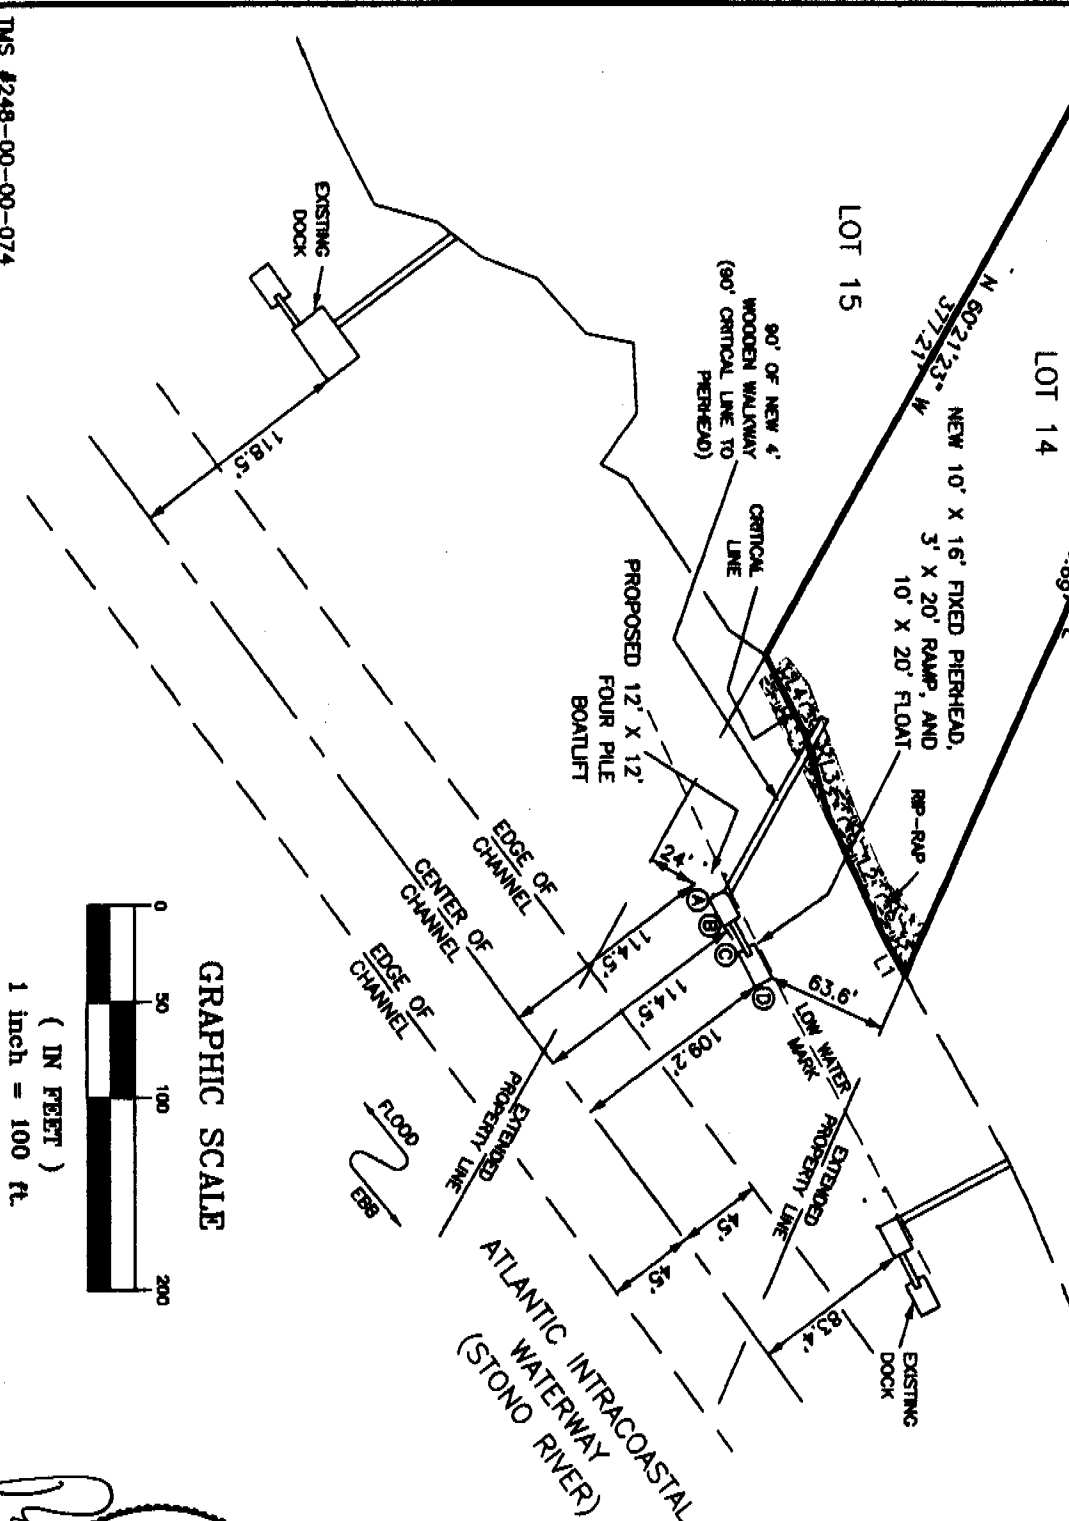 LOT 14
N 60°21'23" W
377.21'
LOT 15
NEW 10' X 16' FIXED PIERHEAD,
3' X 20' RAMP, AND
10' X 20' FLOAT
RIP-RAP
90' OF NEW 4'
WOODEN WALKWAY
(90' CRITICAL LINE TO
PIERHEAD)
CRITICAL
LINE
PROPOSED 12' X 12'
FOUR PILE
BOATLIFT
EXISTING
DOCK
118.5'
L4
L3
L2
L1
24'
A
B
C
D
63.6'
LOW WATER
MARK
114.5'
114.5'
109.2'
EDGE OF
CHANNEL
CENTER OF
CHANNEL
EDGE OF
CHANNEL
EXTENDED
PROPERTY LINE
EXTENDED
PROPERTY LINE
FLOOD
EBB
45'
45'
83.4'
EXISTING
DOCK
ATLANTIC INTRACOASTAL
WATERWAY
(STONO RIVER)
GRAPHIC SCALE
0 50 100 200
( IN FEET )
1 inch = 100 ft.
TMS #248-00-00-074